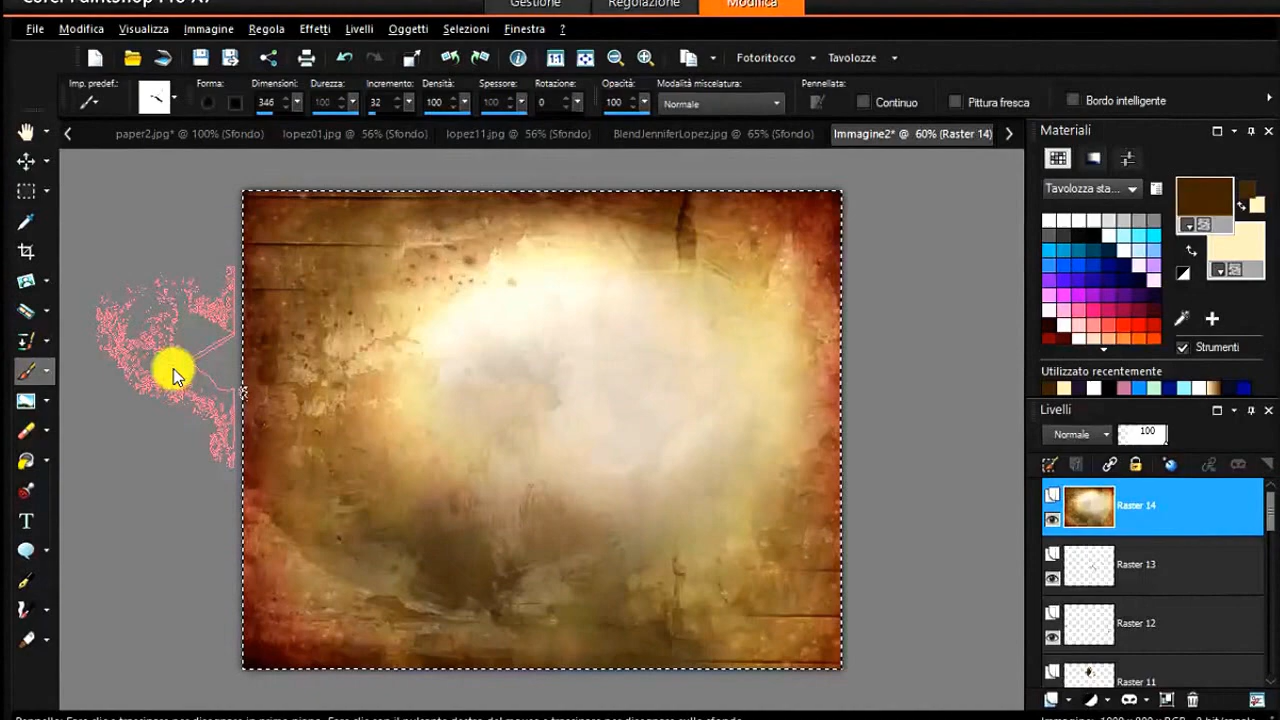 Corel PaintShop Pro X7
Gestione Regolazione Modifica
File Modifica Visualizza Immagine Regola Effetti Livelli Oggetti Selezioni Finestra ?
Fotoritocco Tavolozze
Imp. predef.: Forma: Dimensioni: Durezza: Incremento: Densità: Spessore: Rotazione: Opacità: Modalità miscelatura: Pennellata:
346 100 32 100 100 0 100 Normale Continuo Pittura fresca Bordo intelligente
paper2.jpg* @ 100% (Sfondo) lopez01.jpg @ 56% (Sfondo) lopez11.jpg @ 56% (Sfondo) BlendJenniferLopez.jpg @ 65% (Sfondo) Immagine2* @ 60% (Raster 14)
Materiali
Tavolozza sta...
Strumenti
Utilizzato recentemente
Livelli
Normale 100
Raster 14
Raster 13
Raster 12
Raster 11